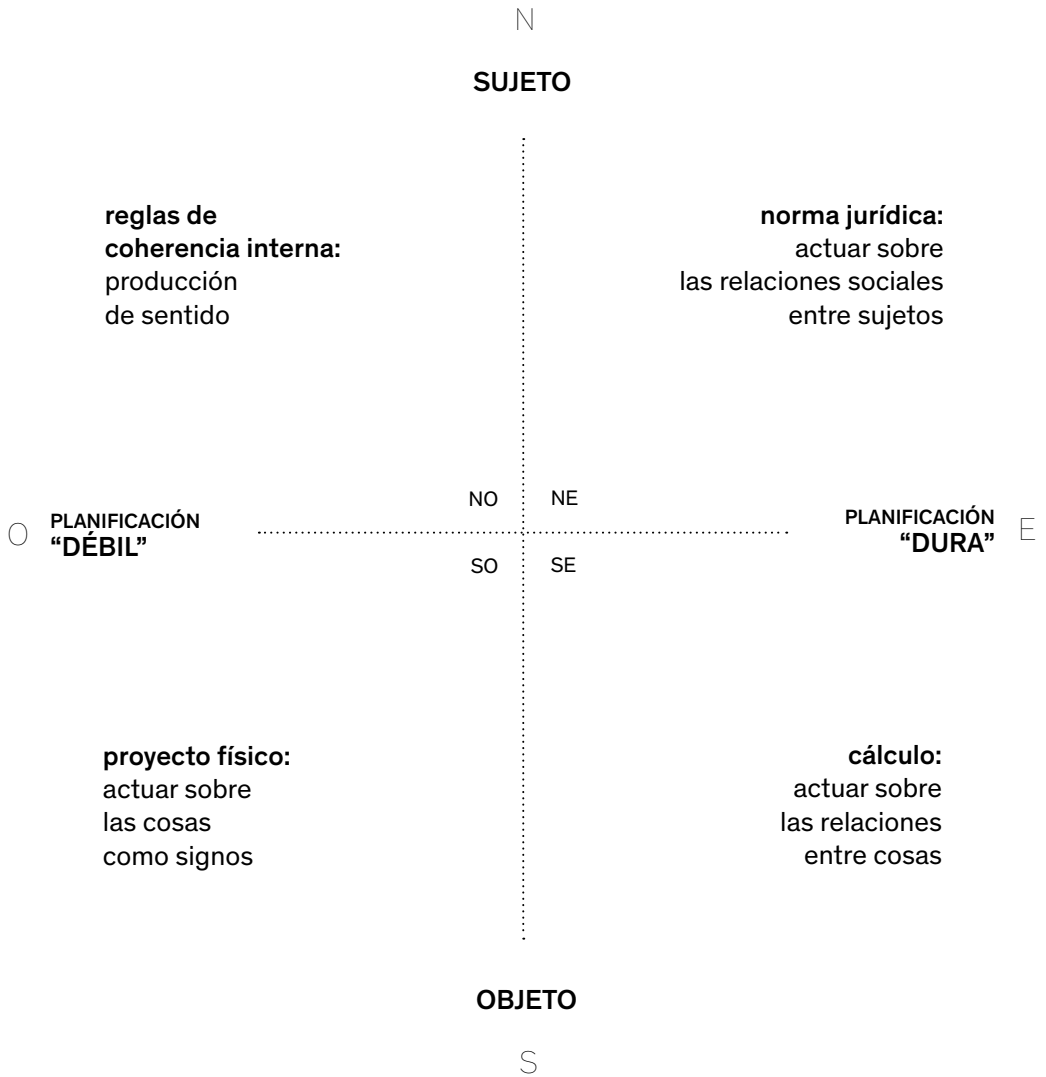 N
SUJETO
reglas de
coherencia interna:
producción
de sentido
norma jurídica:
actuar sobre
las relaciones sociales
entre sujetos
NO
NE
O
PLANIFICACIÓN
“DÉBIL”
PLANIFICACIÓN
“DURA”
E
SO
SE
proyecto físico:
actuar sobre
las cosas
como signos
cálculo:
actuar sobre
las relaciones
entre cosas
OBJETO
S